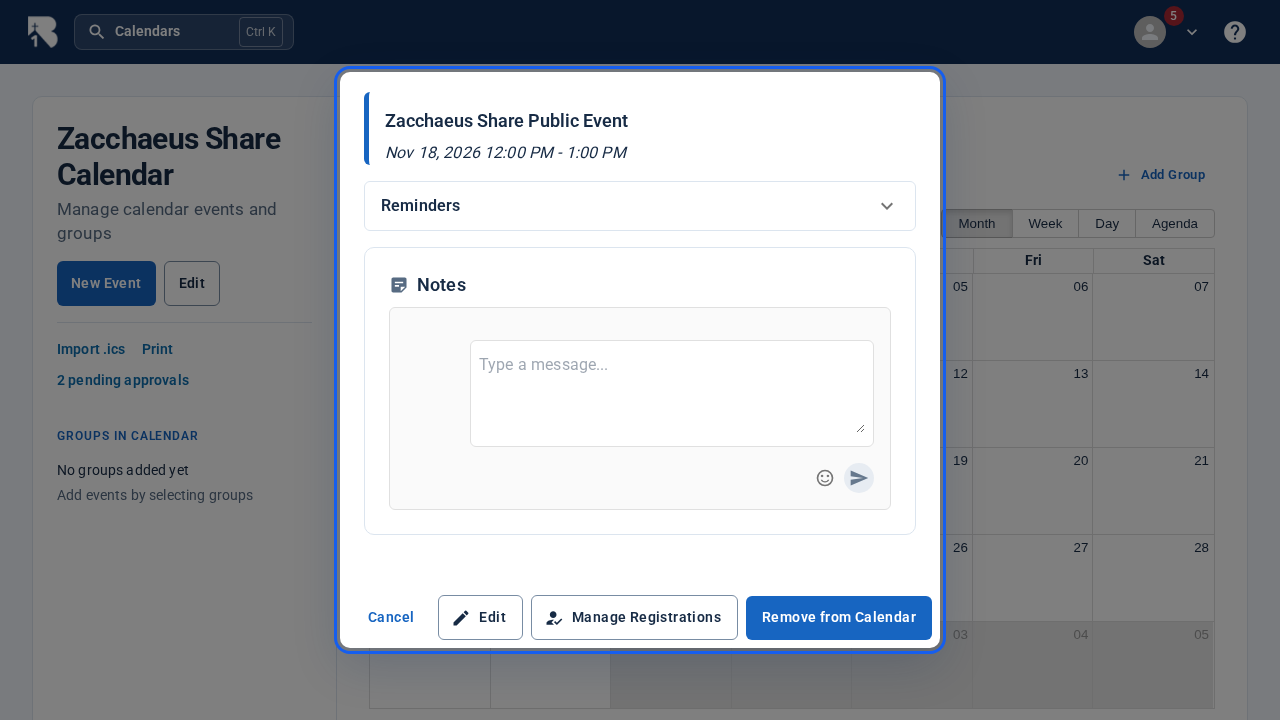 Calendars
Ctrl K
5
Zacchaeus Share
Calendar
Manage calendar events and
groups
New Event
Edit
Import .ics
Print
2 pending approvals
GROUPS IN CALENDAR
No groups added yet
Add events by selecting groups
Add Group
Month
Week
Day
Agenda
Fri
Sat
05
06
07
12
13
14
19
20
21
26
27
28
03
04
05
Zacchaeus Share Public Event
Nov 18, 2026 12:00 PM - 1:00 PM
Reminders
Notes
Type a message...
Cancel
Edit
Manage Registrations
Remove from Calendar